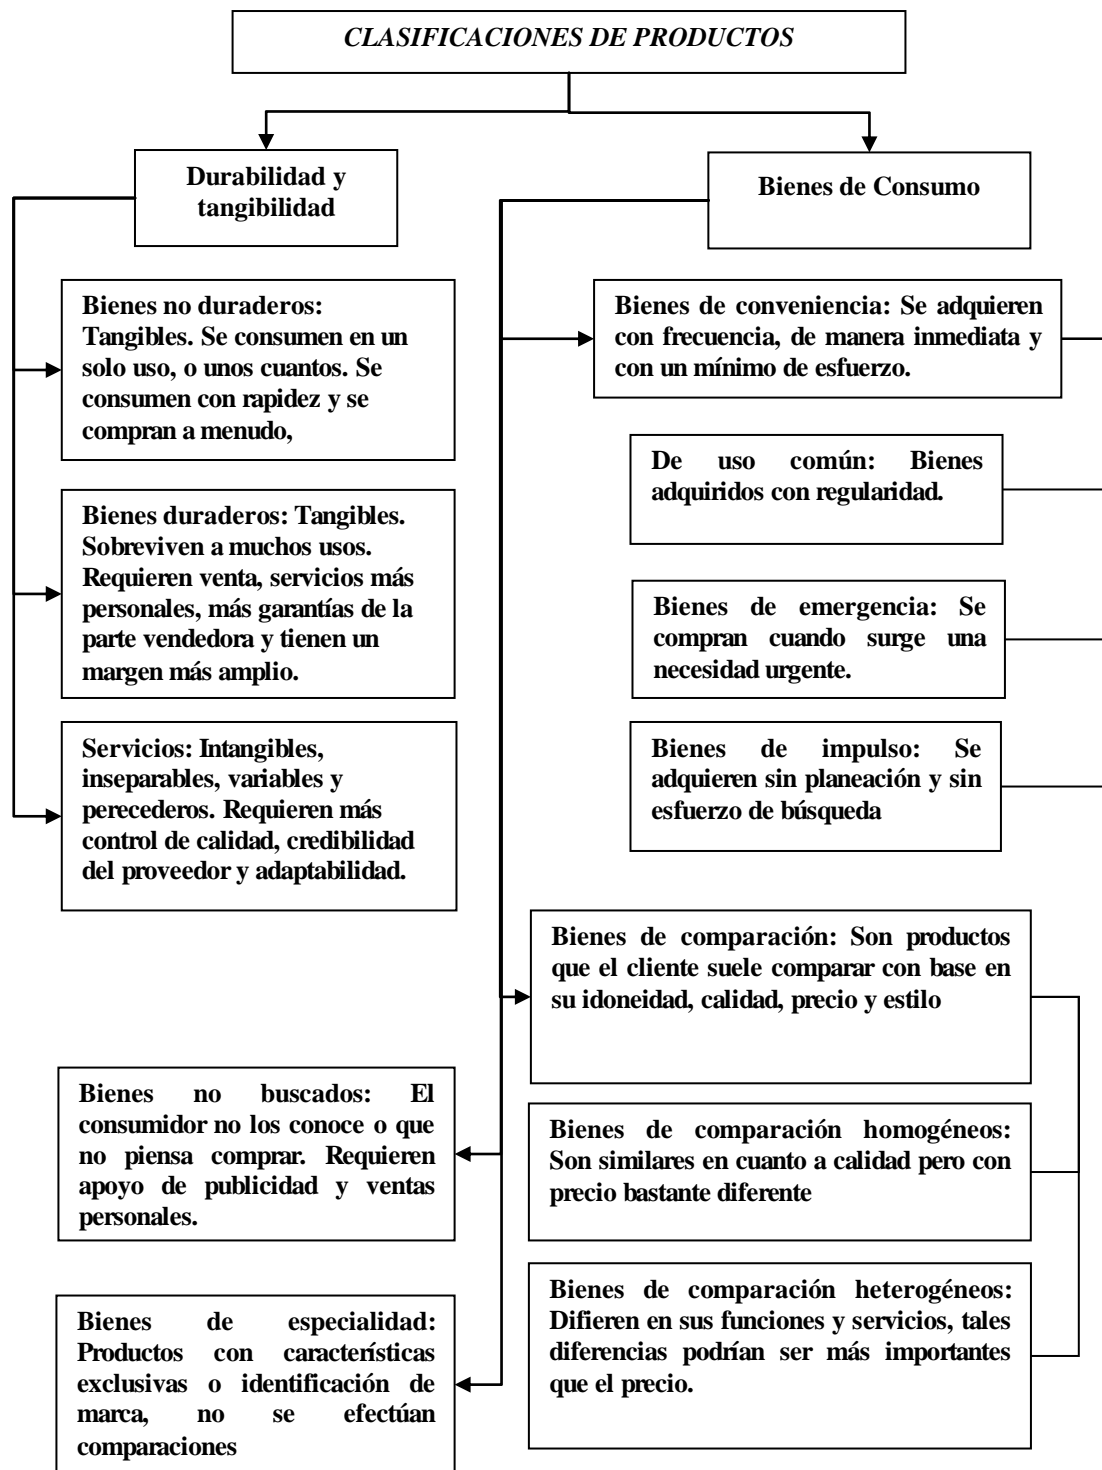 CLASIFICACIONES DE PRODUCTOS
Durabilidad y
tangibilidad
Bienes no duraderos:
Tangibles. Se consumen en un
solo uso, o unos cuantos. Se
consumen con rapidez y se
compran a menudo,
Bienes duraderos: Tangibles.
Sobreviven a muchos usos.
Requieren venta, servicios más
personales, más garantías de la
parte vendedora y tienen un
margen más amplio.
Servicios: Intangibles,
inseparables, variables y
perecederos. Requieren más
control de calidad, credibilidad
del proveedor y adaptabilidad.
Bienes de Consumo
Bienes de conveniencia: Se adquieren
con frecuencia, de manera inmediata y
con un mínimo de esfuerzo.
De uso común: Bienes
adquiridos con regularidad.
Bienes de emergencia: Se
compran cuando surge una
necesidad urgente.
Bienes de impulso: Se
adquieren sin planeación y sin
esfuerzo de búsqueda
Bienes de comparación: Son productos
que el cliente suele comparar con base en
su idoneidad, calidad, precio y estilo
Bienes de comparación homogéneos:
Son similares en cuanto a calidad pero con
precio bastante diferente
Bienes de comparación heterogéneos:
Difieren en sus funciones y servicios, tales
diferencias podrían ser más importantes
que el precio.
Bienes no buscados: El
consumidor no los conoce o que
no piensa comprar. Requieren
apoyo de publicidad y ventas
personales.
Bienes de especialidad:
Productos con características
exclusivas o identificación de
marca, no se efectúan
comparaciones